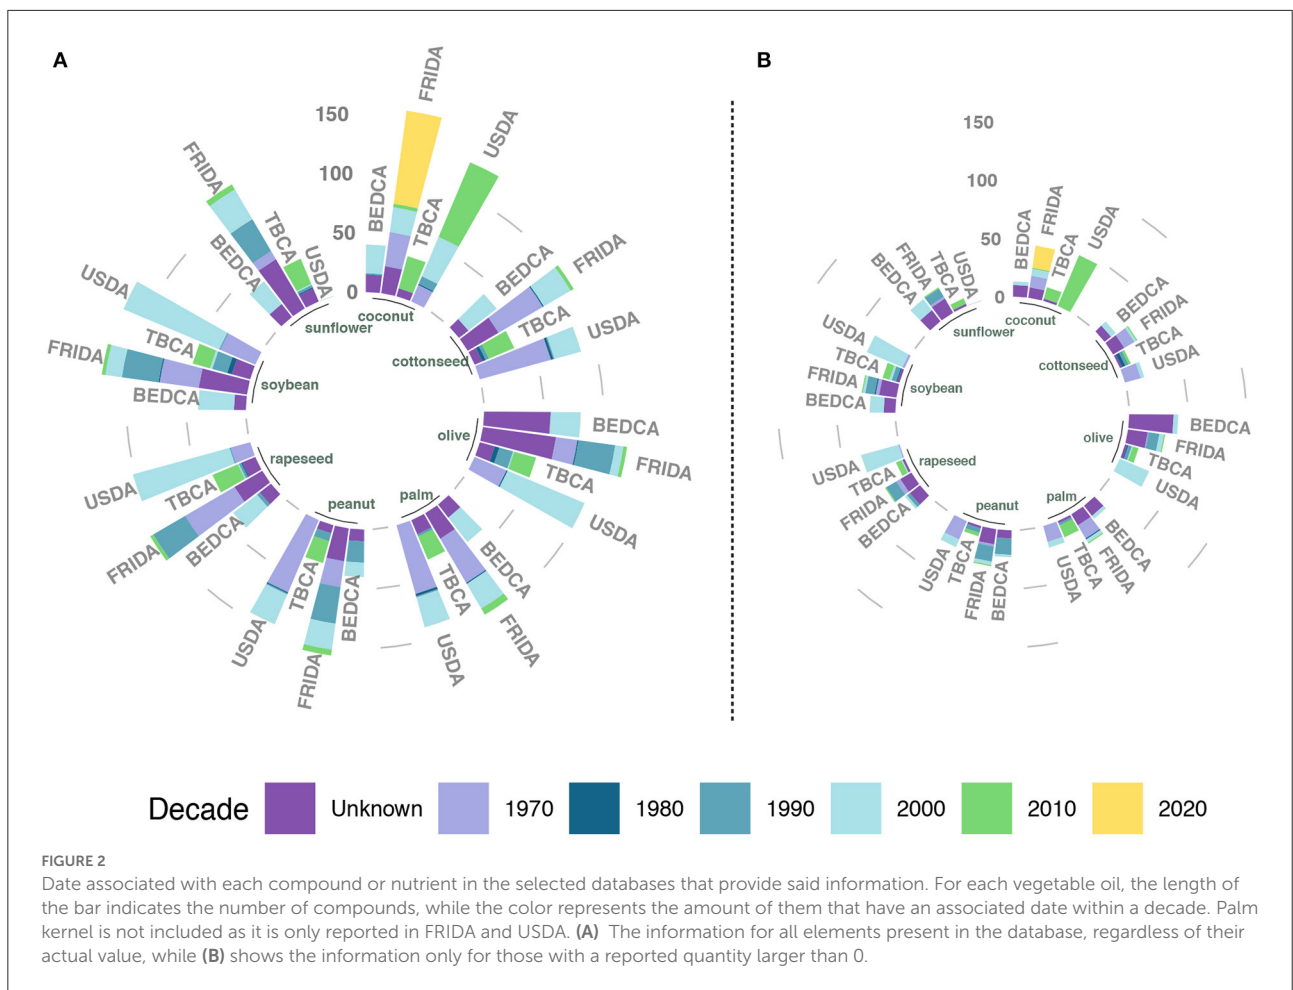 A
B
150
100
50
0
BEDCA
FRIDA
TBCA
USDA
coconut
BEDCA
FRIDA
TBCA
USDA
cottonseed
BEDCA
FRIDA
TBCA
USDA
olive
BEDCA
FRIDA
TBCA
USDA
palm
BEDCA
FRIDA
TBCA
USDA
peanut
BEDCA
FRIDA
TBCA
USDA
rapeseed
BEDCA
FRIDA
TBCA
USDA
soybean
BEDCA
FRIDA
TBCA
USDA
sunflower
150
100
50
0
BEDCA
FRIDA
TBCA
USDA
coconut
BEDCA
FRIDA
TBCA
USDA
cottonseed
BEDCA
FRIDA
TBCA
USDA
olive
BEDCA
FRIDA
TBCA
USDA
palm
BEDCA
FRIDA
TBCA
USDA
peanut
BEDCA
FRIDA
TBCA
USDA
rapeseed
BEDCA
FRIDA
TBCA
USDA
soybean
BEDCA
FRIDA
TBCA
USDA
sunflower
Decade Unknown 1970 1980 1990 2000 2010 2020
FIGURE 2
Date associated with each compound or nutrient in the selected databases that provide said information. For each vegetable oil, the length of
the bar indicates the number of compounds, while the color represents the amount of them that have an associated date within a decade. Palm
kernel is not included as it is only reported in FRIDA and USDA. (A) The information for all elements present in the database, regardless of their
actual value, while (B) shows the information only for those with a reported quantity larger than 0.